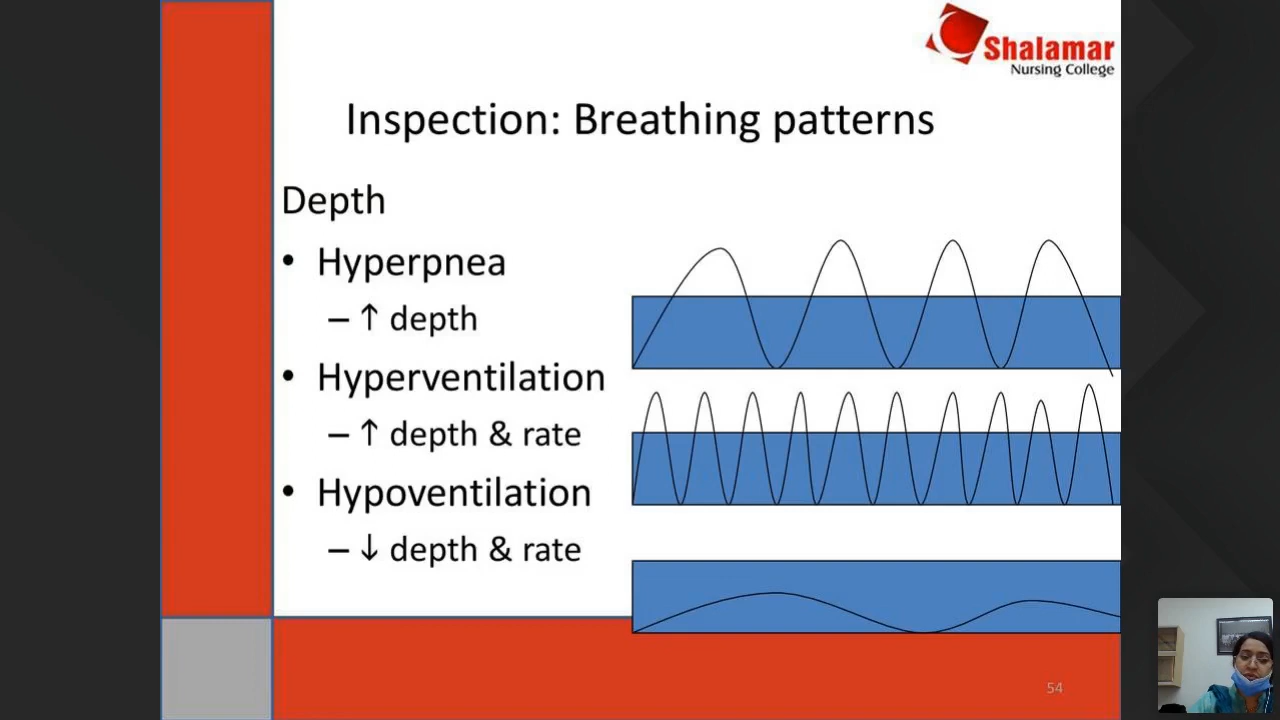 Shalamar
Nursing College
Inspection: Breathing patterns
Depth
• Hyperpnea
– ↑ depth
• Hyperventilation
– ↑ depth & rate
• Hypoventilation
– ↓ depth & rate
54